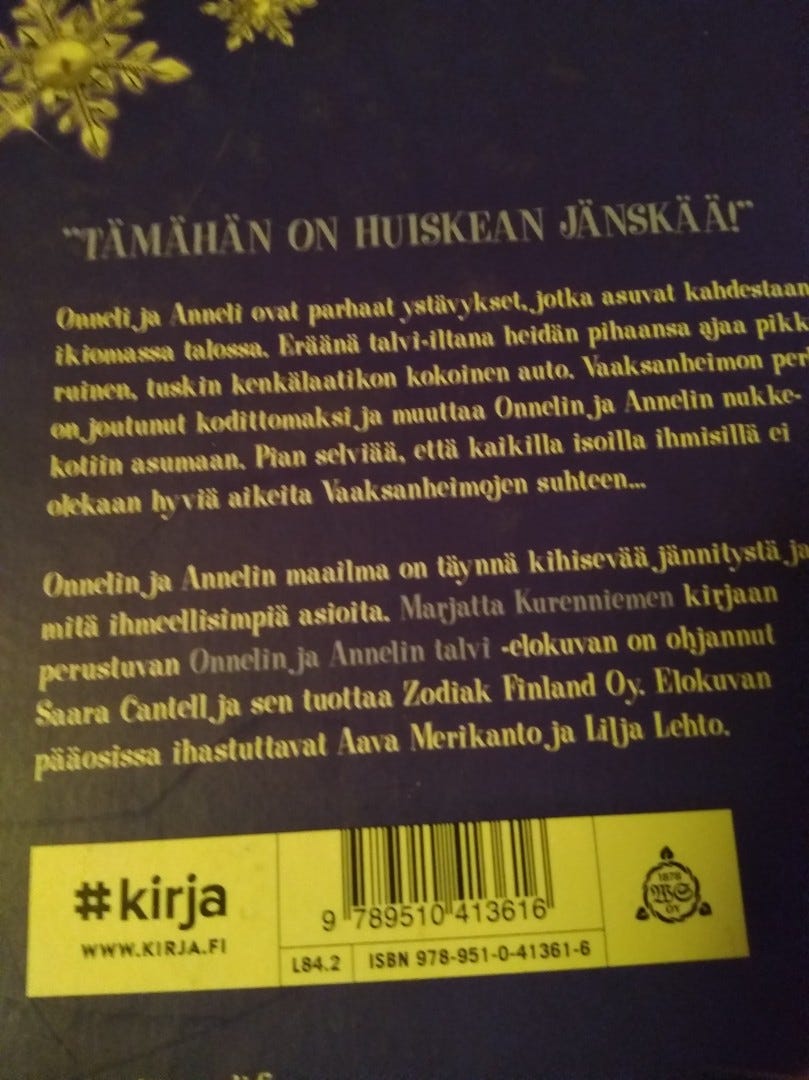 ”TÄMÄHÄN ON HUISKEAN JÄNSKÄÄ!”
Onneli ja Anneli ovat parhaat ystävykset, jotka asuvat kahdestaan
ikiomassa talossa. Eräänä talvi-iltana heidän pihaansa ajaa pikk
ruinen, tuskin kenkälaatikon kokoinen auto. Vaaksanheimon per
on joutunut kodittomaksi ja muuttaa Onnelin ja Annelin nukke-
kotiin asumaan. Pian selviää, että kaikilla isoilla ihmisillä ei
olekaan hyviä aikeita Vaaksanheimojen suhteen...
Onnelin ja Annelin maailma on täynnä kihisevää jännitystä ja
mitä ihmeellisimpiä asioita. Marjatta Kurenniemen kirjaan
perustuvan Onnelin ja Annelin talvi -elokuvan on ohjannut
Saara Cantell ja sen tuottaa Zodiak Finland Oy. Elokuvan
pääosissa ihastuttavat Aava Merikanto ja Lilja Lehto.
#kirja
WWW.KIRJA.FI
9 789510 413616
L84.2
ISBN 978-951-0-41361-6
1878
WS
OY